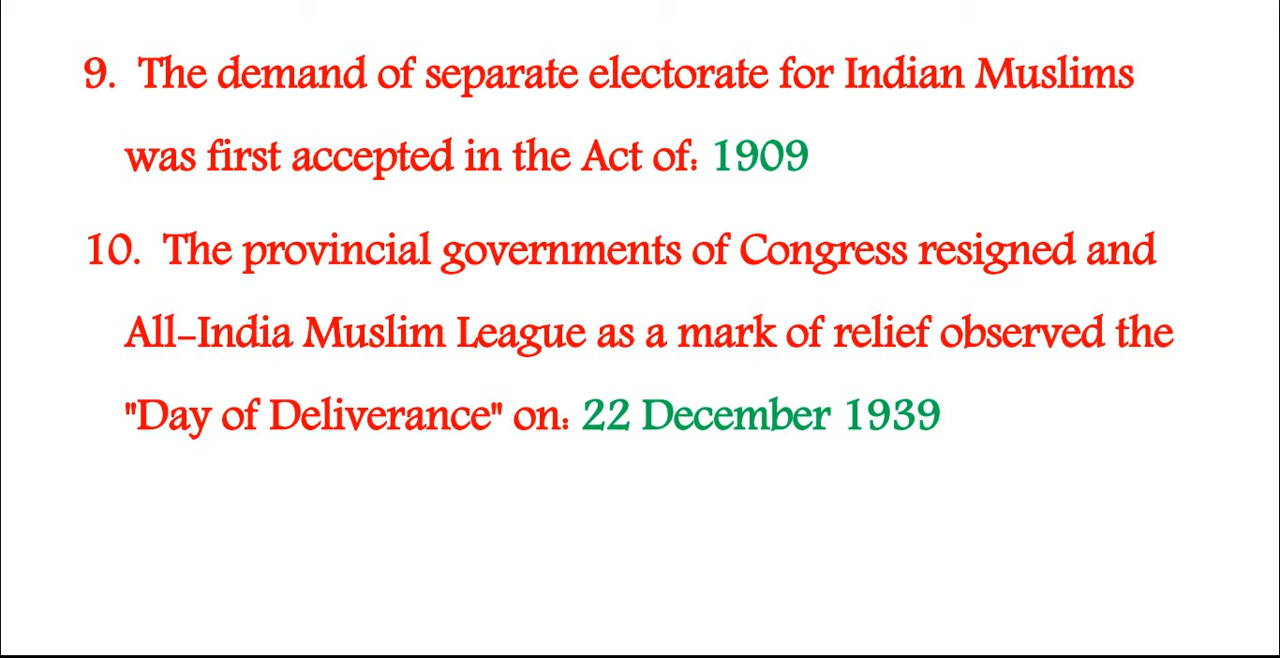 9. The demand of separate electorate for Indian Muslims
was first accepted in the Act of: 1909
10. The provincial governments of Congress resigned and
All-India Muslim League as a mark of relief observed the
"Day of Deliverance" on: 22 December 1939